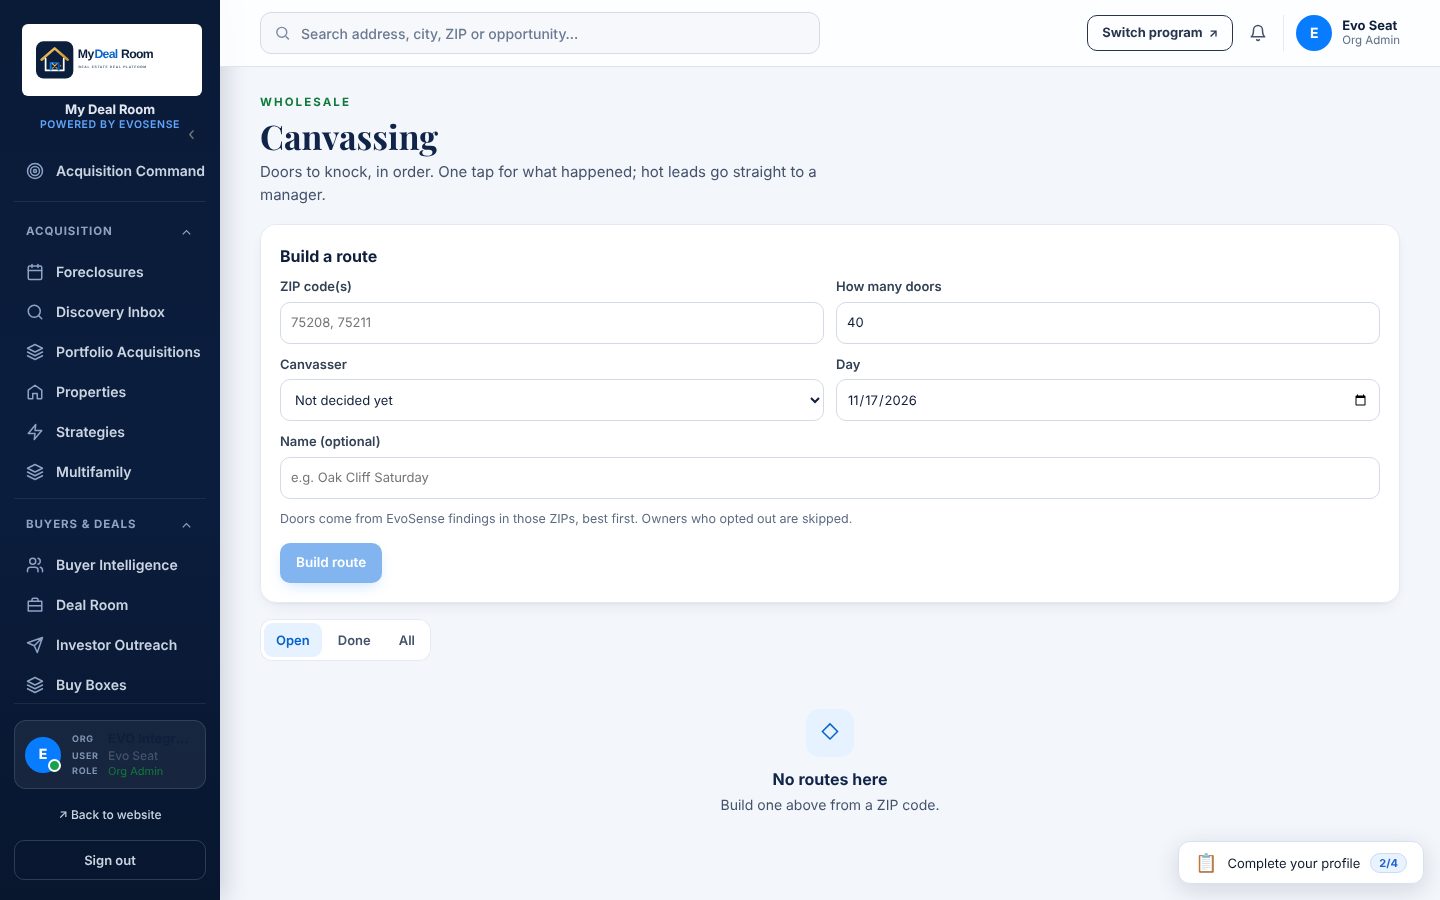 MyDeal Room
REAL ESTATE DEAL PLATFORM
My Deal Room
POWERED BY EVOSENSE
Acquisition Command
ACQUISITION
Foreclosures
Discovery Inbox
Portfolio Acquisitions
Properties
Strategies
Multifamily
BUYERS & DEALS
Buyer Intelligence
Deal Room
Investor Outreach
Buy Boxes
E
ORG EVO Integr...
USER Evo Seat
ROLE Org Admin
↗ Back to website
Sign out
Search address, city, ZIP or opportunity...
Switch program ↗
E
Evo Seat
Org Admin
WHOLESALE
Canvassing
Doors to knock, in order. One tap for what happened; hot leads go straight to a
manager.
Build a route
ZIP code(s)
How many doors
75208, 75211
40
Canvasser
Day
Not decided yet
11/17/2026
Name (optional)
e.g. Oak Cliff Saturday
Doors come from EvoSense findings in those ZIPs, best first. Owners who opted out are skipped.
Build route
Open
Done
All
No routes here
Build one above from a ZIP code.
Complete your profile 2/4